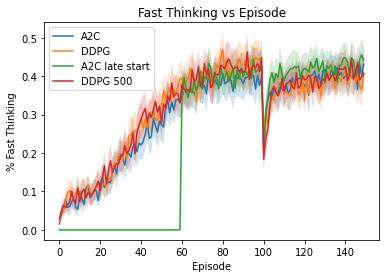 Fast Thinking vs Episode
A2C
DDPG
A2C late start
DDPG 500
% Fast Thinking
0.5
0.4
0.3
0.2
0.1
0.0
0 20 40 60 80 100 120 140
Episode